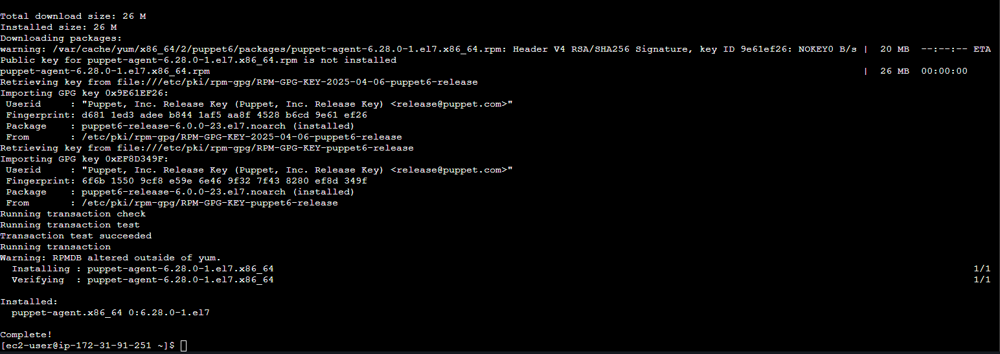 Total download size: 26 M
Installed size: 26 M
Downloading packages:
warning: /var/cache/yum/x86_64/2/puppet6/packages/puppet-agent-6.28.0-1.el7.x86_64.rpm: Header V4 RSA/SHA256 Signature, key ID 9e61ef26: NOKEY0 B/s |  20 MB  --:--:-- ETA
Public key for puppet-agent-6.28.0-1.el7.x86_64.rpm is not installed
puppet-agent-6.28.0-1.el7.x86_64.rpm |  26 MB  00:00:00
Retrieving key from file:///etc/pki/rpm-gpg/RPM-GPG-KEY-2025-04-06-puppet6-release
Importing GPG key 0x9E61EF26:
 Userid     : "Puppet, Inc. Release Key (Puppet, Inc. Release Key) <release@puppet.com>"
 Fingerprint: d681 1ed3 adee b844 1af5 aa8f 4528 b6cd 9e61 ef26
 Package    : puppet6-release-6.0.0-23.el7.noarch (installed)
 From       : /etc/pki/rpm-gpg/RPM-GPG-KEY-2025-04-06-puppet6-release
Retrieving key from file:///etc/pki/rpm-gpg/RPM-GPG-KEY-puppet6-release
Importing GPG key 0xEF8D349F:
 Userid     : "Puppet, Inc. Release Key (Puppet, Inc. Release Key) <release@puppet.com>"
 Fingerprint: 6f6b 1550 9cf8 e59e 6e46 9f32 7f43 8280 ef8d 349f
 Package    : puppet6-release-6.0.0-23.el7.noarch (installed)
 From       : /etc/pki/rpm-gpg/RPM-GPG-KEY-puppet6-release
Running transaction check
Running transaction test
Transaction test succeeded
Running transaction
Warning: RPMDB altered outside of yum.
  Installing : puppet-agent-6.28.0-1.el7.x86_64 1/1
  Verifying  : puppet-agent-6.28.0-1.el7.x86_64 1/1
Installed:
  puppet-agent.x86_64 0:6.28.0-1.el7
Complete!
[ec2-user@ip-172-31-91-251 ~]$